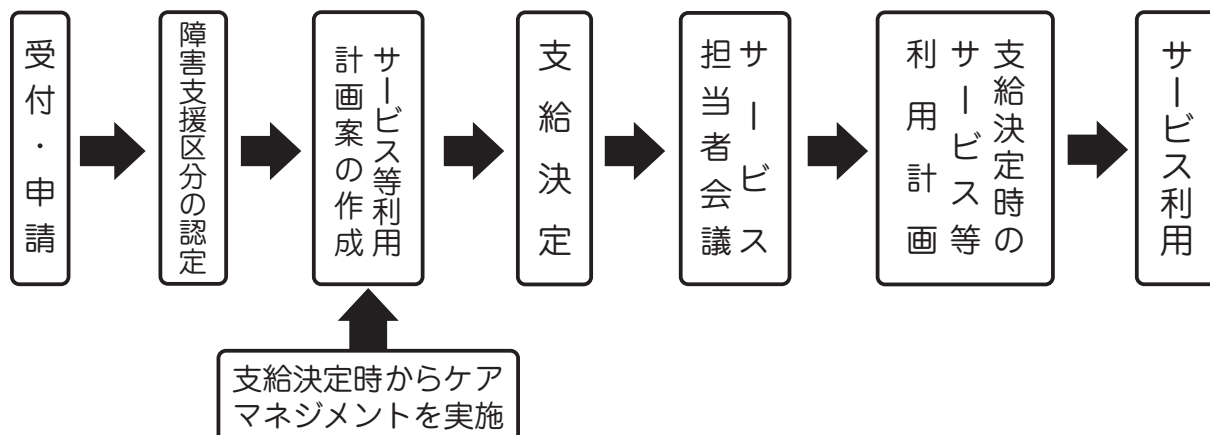 受付・申請
障害支援区分の認定
サービス等利用
計画案の作成
支給決定
サービス
担当者会議
支給決定時の
サービス等
利用計画
サービス利用
支給決定時からケア
マネジメントを実施